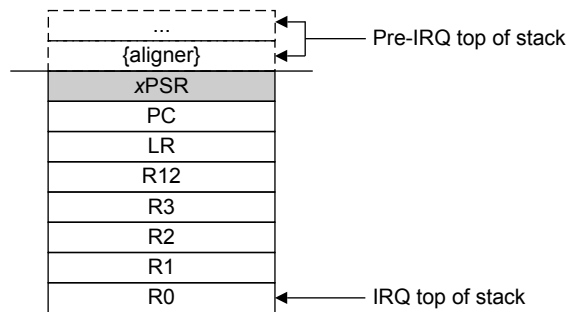 ...
Pre-IRQ top of stack
{aligner}
xPSR
PC
LR
R12
R3
R2
R1
R0
IRQ top of stack